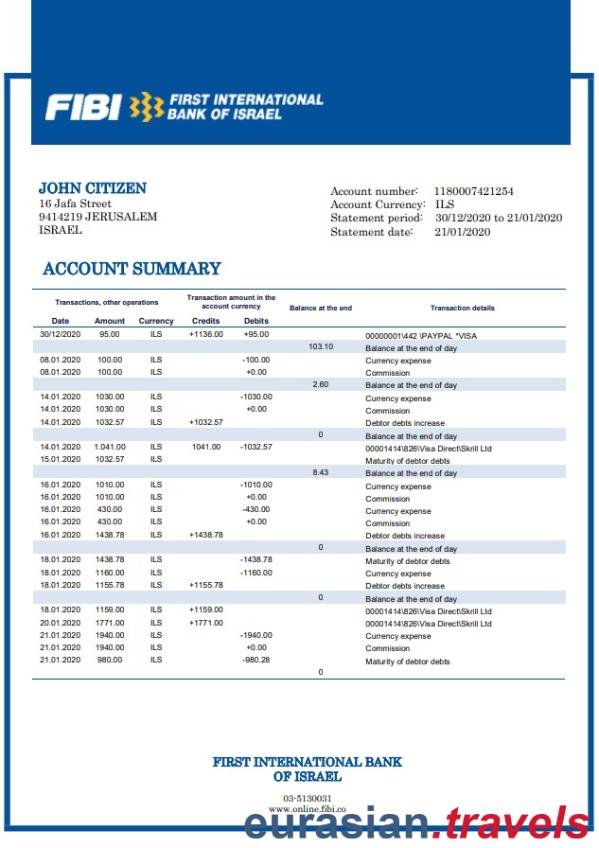 FIBI FIRST INTERNATIONAL
BANK OF ISRAEL
JOHN CITIZEN
16 Jafa Street
9414219 JERUSALEM
ISRAEL
Account number: 1180007421254
Account Currency: ILS
Statement period: 30/12/2020 to 21/01/2020
Statement date: 21/01/2020
ACCOUNT SUMMARY
Transactions, other operations Transaction amount in the account currency Balance at the end Transaction details
Date Amount Currency Credits Debits
30/12/2020 95.00 ILS +1136.00 +95.00 00000001\442 \PAYPAL *VISA
103.10 Balance at the end of day
08.01.2020 100.00 ILS -100.00 Currency expense
08.01.2020 100.00 ILS +0.00 Commission
2.60 Balance at the end of day
14.01.2020 1030.00 ILS -1030.00 Currency expense
14.01.2020 1030.00 ILS +0.00 Commission
14.01.2020 1032.57 ILS +1032.57 Debtor debts increase
0 Balance at the end of day
14.01.2020 1.041.00 ILS 1041.00 -1032.57 00001414\826\Visa Direct\Skrill Ltd
15.01.2020 1032.57 ILS Maturity of debtor debts
8.43 Balance at the end of day
16.01.2020 1010.00 ILS -1010.00 Currency expense
16.01.2020 1010.00 ILS +0.00 Commission
16.01.2020 430.00 ILS -430.00 Currency expense
16.01.2020 430.00 ILS +0.00 Commission
16.01.2020 1438.78 ILS +1438.78 Debtor debts increase
0 Balance at the end of day
18.01.2020 1438.78 ILS -1438.78 Maturity of debtor debts
18.01.2020 1160.00 ILS -1160.00 Currency expense
18.01.2020 1155.78 ILS +1155.78 Debtor debts increase
0 Balance at the end of day
18.01.2020 1159.00 ILS +1159.00 00001414\826\Visa Direct\Skrill Ltd
20.01.2020 1771.00 ILS +1771.00 00001414\826\Visa Direct\Skrill Ltd
21.01.2020 1940.00 ILS -1940.00 Currency expense
21.01.2020 1940.00 ILS +0.00 Commission
21.01.2020 980.00 ILS -980.28 Maturity of debtor debts
0
FIRST INTERNATIONAL BANK
OF ISRAEL
03-5130031
www.online.fibi.co
eurasian.travels